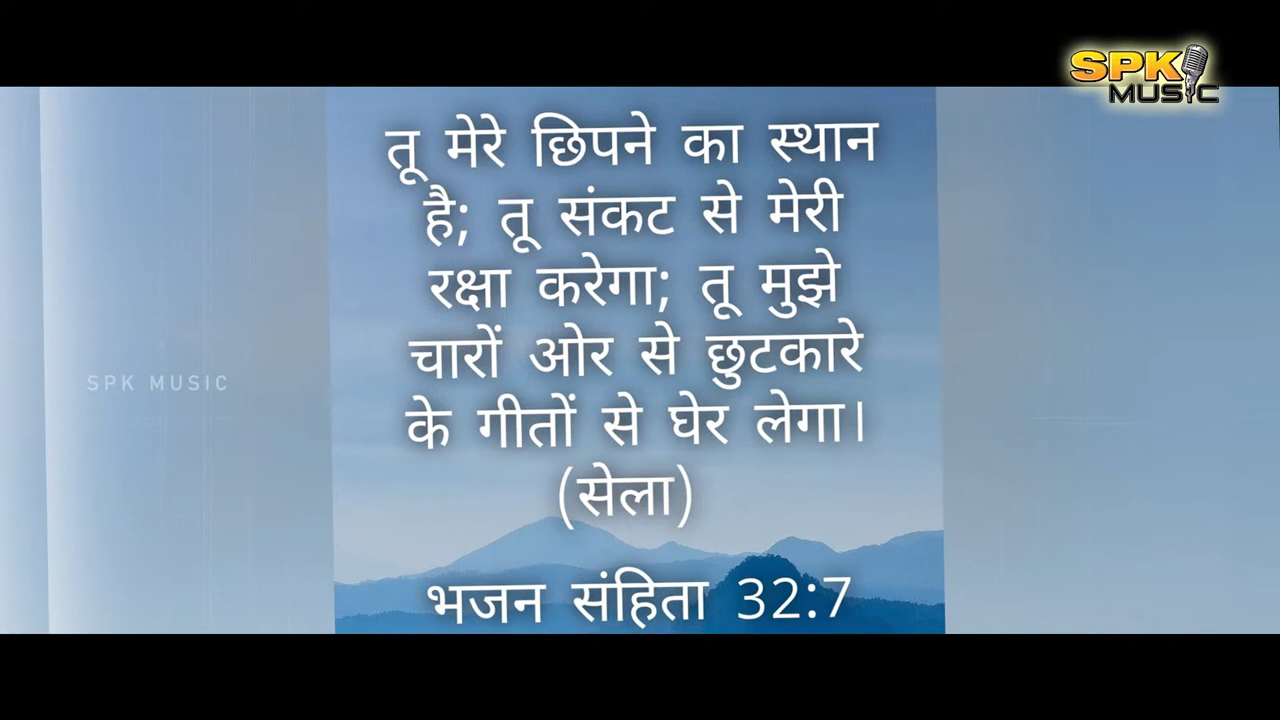 SPK
MUSIC
तू मेरे छिपने का स्थान
है; तू संकट से मेरी
रक्षा करेगा; तू मुझे
चारों ओर से छुटकारे
के गीतों से घेर लेगा।
(सेला)
भजन संहिता 32:7
SPK MUSIC